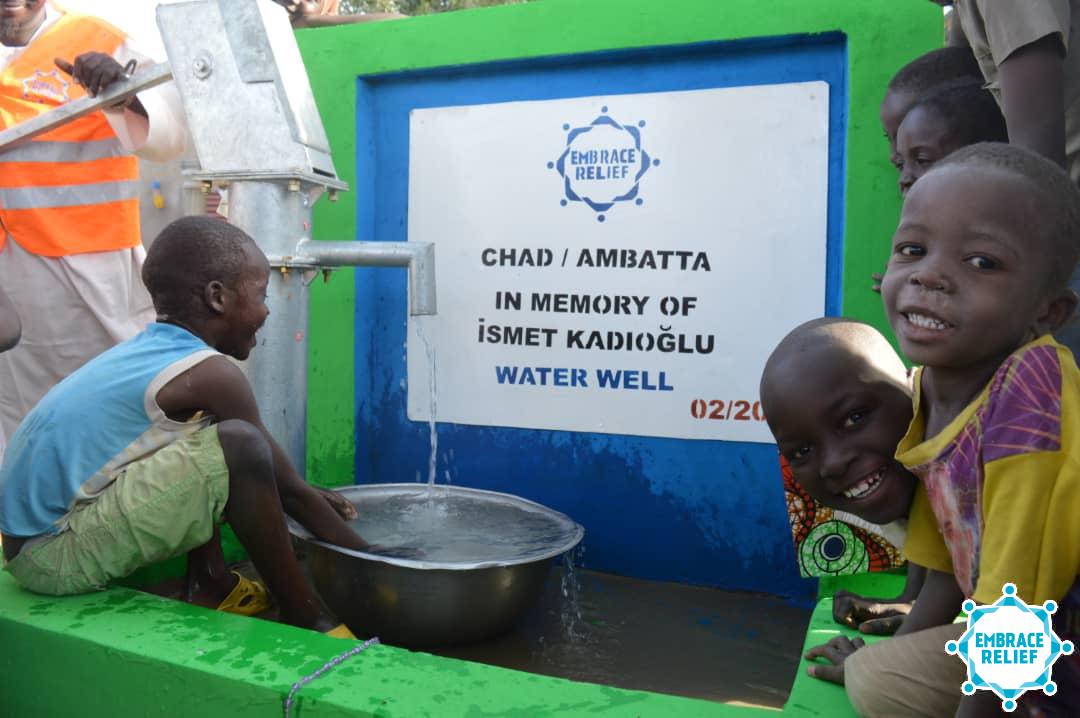 EMBRACE
RELIEF
CHAD / AMBATTA
IN MEMORY OF
İSMET KADIOĞLU
WATER WELL
02/20
EMBRACE
RELIEF